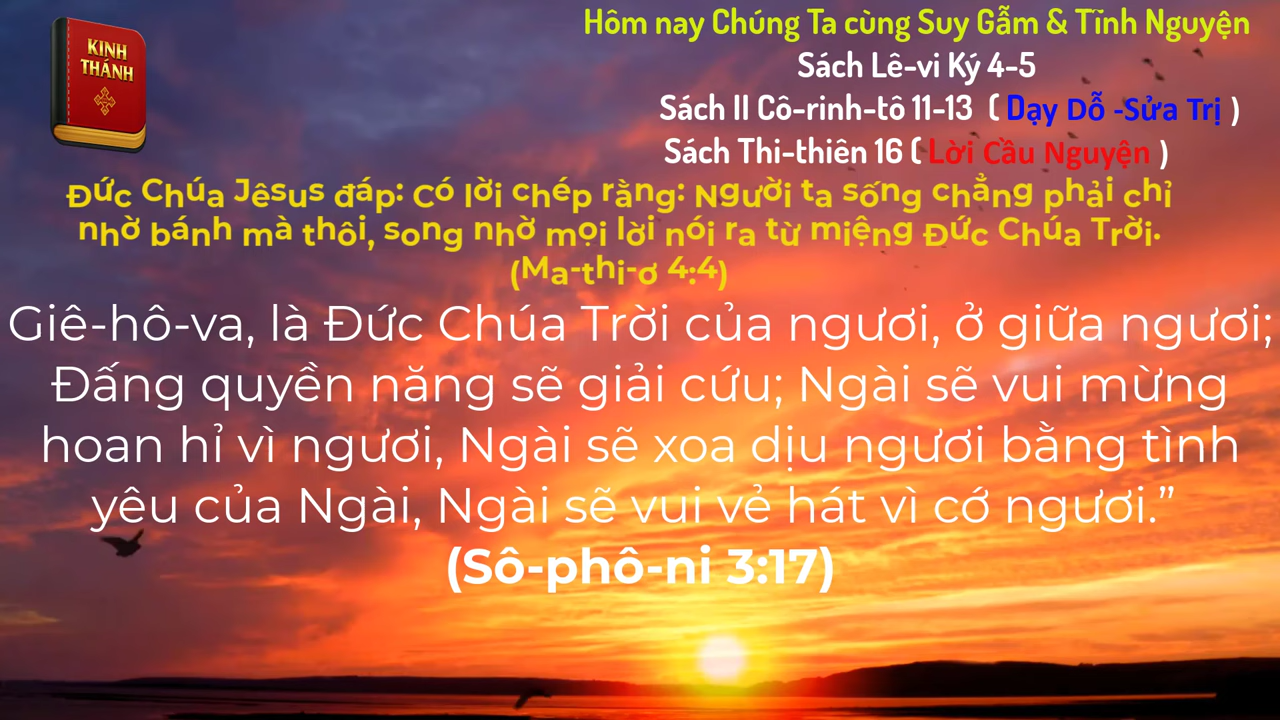 KINH
THÁNH
Hôm nay Chúng Ta cùng Suy Gẫm & Tĩnh Nguyện
Sách Lê-vi Ký 4-5
Sách II Cô-rinh-tô 11-13 ( Dạy Dỗ -Sửa Trị )
Sách Thi-thiên 16 ( Lời Cầu Nguyện )
Đức Chúa Jêsus đáp: Có lời chép rằng: Người ta sống chẳng phải chỉ
nhờ bánh mà thôi, song nhờ mọi lời nói ra từ miệng Đức Chúa Trời.
(Ma-thi-ơ 4:4)
Giê-hô-va, là Đức Chúa Trời của ngươi, ở giữa ngươi;
Đấng quyền năng sẽ giải cứu; Ngài sẽ vui mừng
hoan hỉ vì ngươi, Ngài sẽ xoa dịu ngươi bằng tình
yêu của Ngài, Ngài sẽ vui vẻ hát vì cớ ngươi.”
(Sô-phô-ni 3:17)